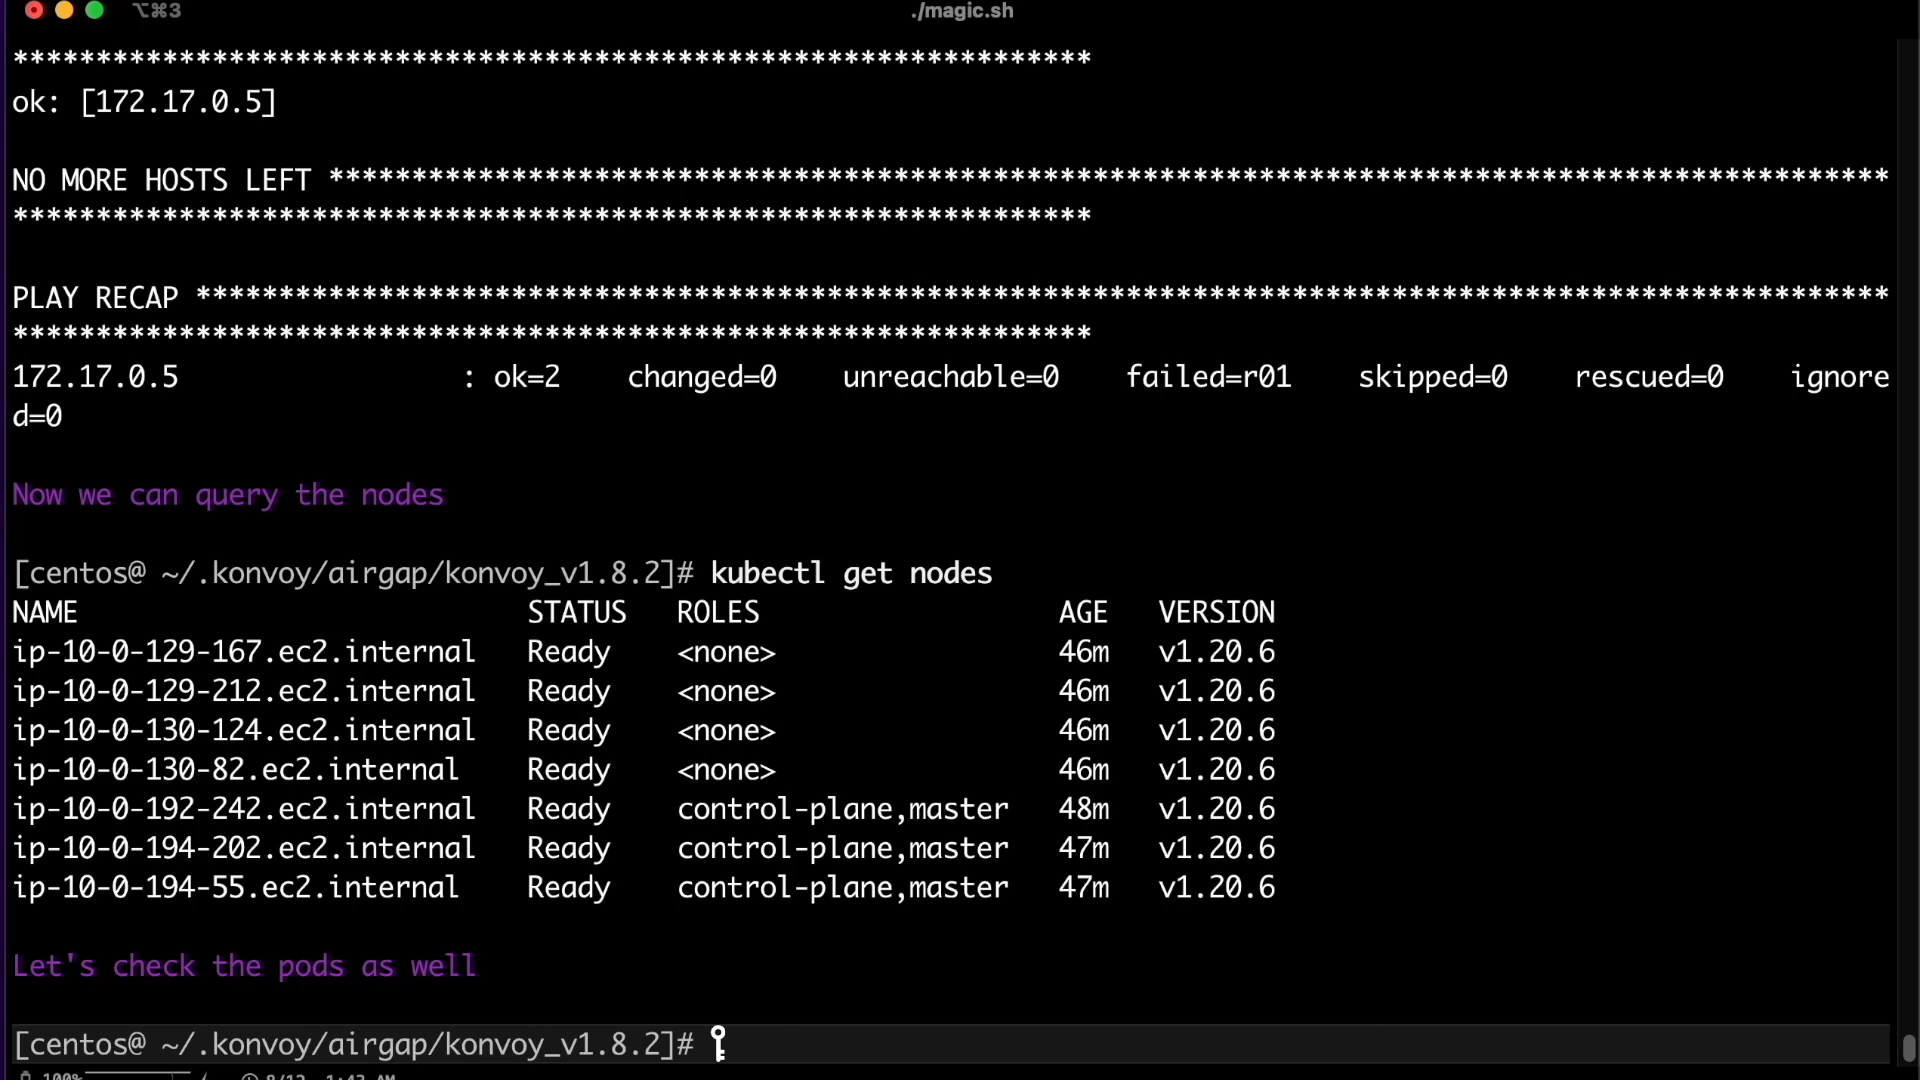 ⌥⌘3 ./magic.sh
******************************************************************
ok: [172.17.0.5]
NO MORE HOSTS LEFT **********************************************************************************************
******************************************************************
PLAY RECAP ******************************************************************************************************
******************************************************************
172.17.0.5                 : ok=2    changed=0    unreachable=0    failed=r01    skipped=0    rescued=0    ignore
d=0
Now we can query the nodes
[centos@ ~/.konvoy/airgap/konvoy_v1.8.2]# kubectl get nodes
NAME                           STATUS   ROLES                  AGE   VERSION
ip-10-0-129-167.ec2.internal   Ready    <none>                 46m   v1.20.6
ip-10-0-129-212.ec2.internal   Ready    <none>                 46m   v1.20.6
ip-10-0-130-124.ec2.internal   Ready    <none>                 46m   v1.20.6
ip-10-0-130-82.ec2.internal    Ready    <none>                 46m   v1.20.6
ip-10-0-192-242.ec2.internal   Ready    control-plane,master   48m   v1.20.6
ip-10-0-194-202.ec2.internal   Ready    control-plane,master   47m   v1.20.6
ip-10-0-194-55.ec2.internal    Ready    control-plane,master   47m   v1.20.6
Let's check the pods as well
[centos@ ~/.konvoy/airgap/konvoy_v1.8.2]#
100%